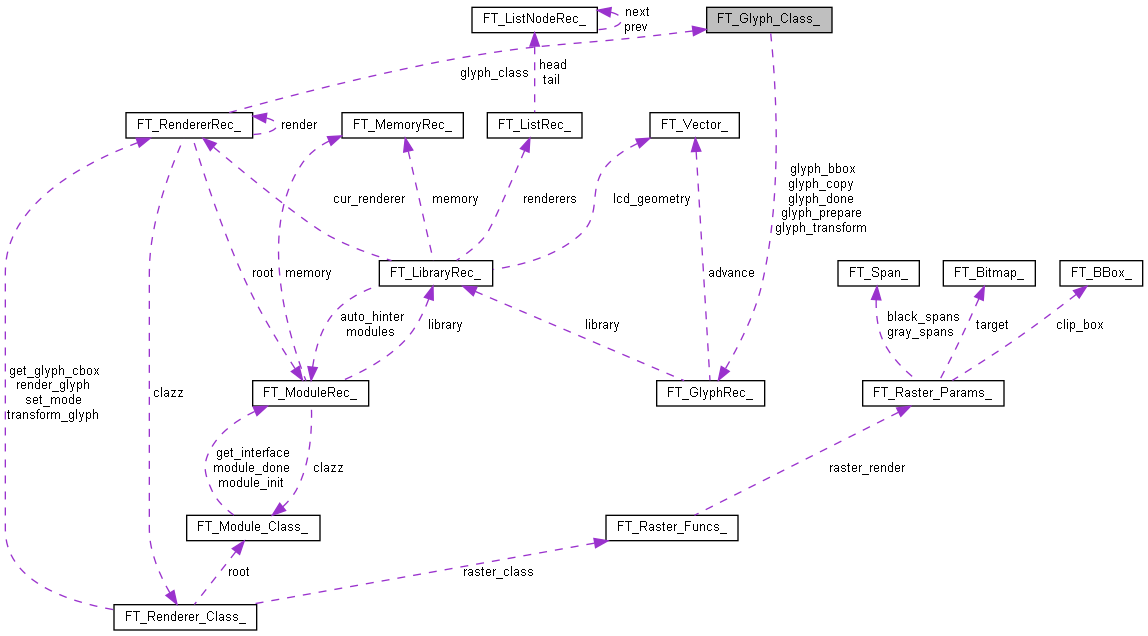 FT_ListNodeRec_
next
prev
FT_Glyph_Class_
glyph_class
head
tail
FT_RendererRec_
render
FT_MemoryRec_
FT_ListRec_
FT_Vector_
glyph_bbox
glyph_copy
glyph_done
glyph_prepare
glyph_transform
cur_renderer
memory
renderers
lcd_geometry
root
memory
FT_LibraryRec_
advance
FT_Span_
FT_Bitmap_
FT_BBox_
auto_hinter
modules
library
library
black_spans
gray_spans
target
clip_box
get_glyph_cbox
render_glyph
set_mode
transform_glyph
clazz
FT_ModuleRec_
FT_GlyphRec_
FT_Raster_Params_
get_interface
module_done
module_init
clazz
raster_render
FT_Module_Class_
FT_Raster_Funcs_
root
raster_class
FT_Renderer_Class_